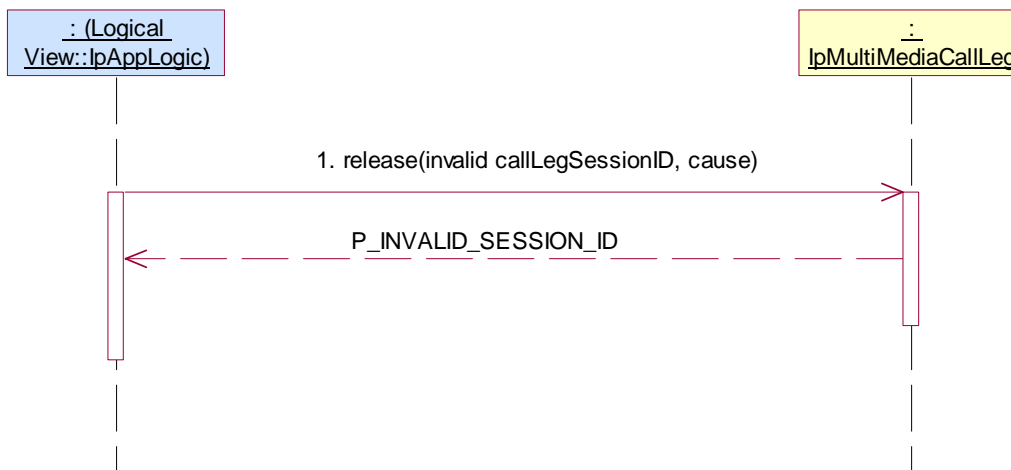 : (Logical
View::IpAppLogic)
:
IpMultiMediaCallLeg
1. release(invalid callLegSessionID, cause)
P_INVALID_SESSION_ID